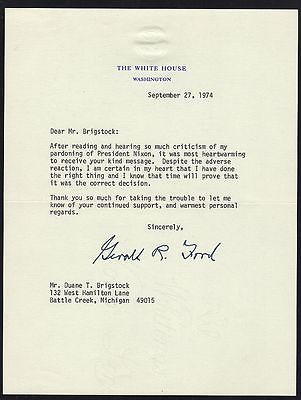 THE WHITE HOUSE
WASHINGTON
September 27, 1974
Dear Mr. Brigstock:
After reading and hearing so much criticism of my
pardoning of President Nixon, it was most heartwarming
to receive your kind message. Despite the adverse
reaction, I am certain in my heart that I have done
the right thing and I know that time will prove that
it was the correct decision.
Thank you so much for taking the trouble to let me
know of your continued support, and warmest personal
regards.
Sincerely,
Gerald R. Ford
Mr. Duane T. Brigstock
132 West Hamilton Lane
Battle Creek, Michigan 49015